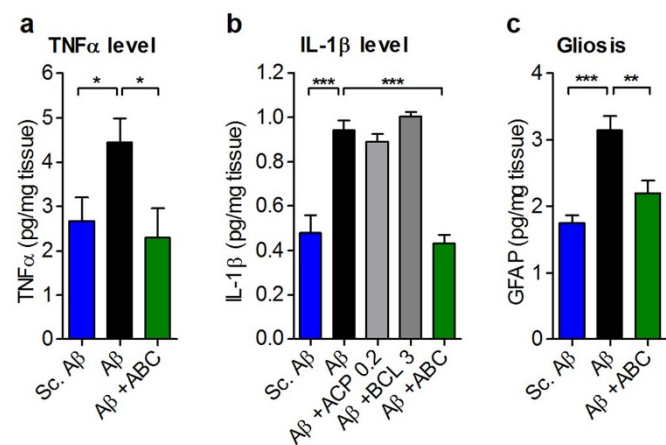 a
TNFα level
* *
TNFα (pg/mg tissue)
6
5
4
3
2
1
0
Sc. Aβ
Aβ
Aβ +ABC
b
IL-1β level
*** ***
IL-1β (pg/mg tissue)
1.2
1.0
0.8
0.6
0.4
0.2
0.0
Sc. Aβ
Aβ
Aβ +ACP 0.2
Aβ +BCL 3
Aβ +ABC
c
Gliosis
*** **
GFAP (pg/mg tissue)
4
3
2
1
0
Sc. Aβ
Aβ
Aβ +ABC